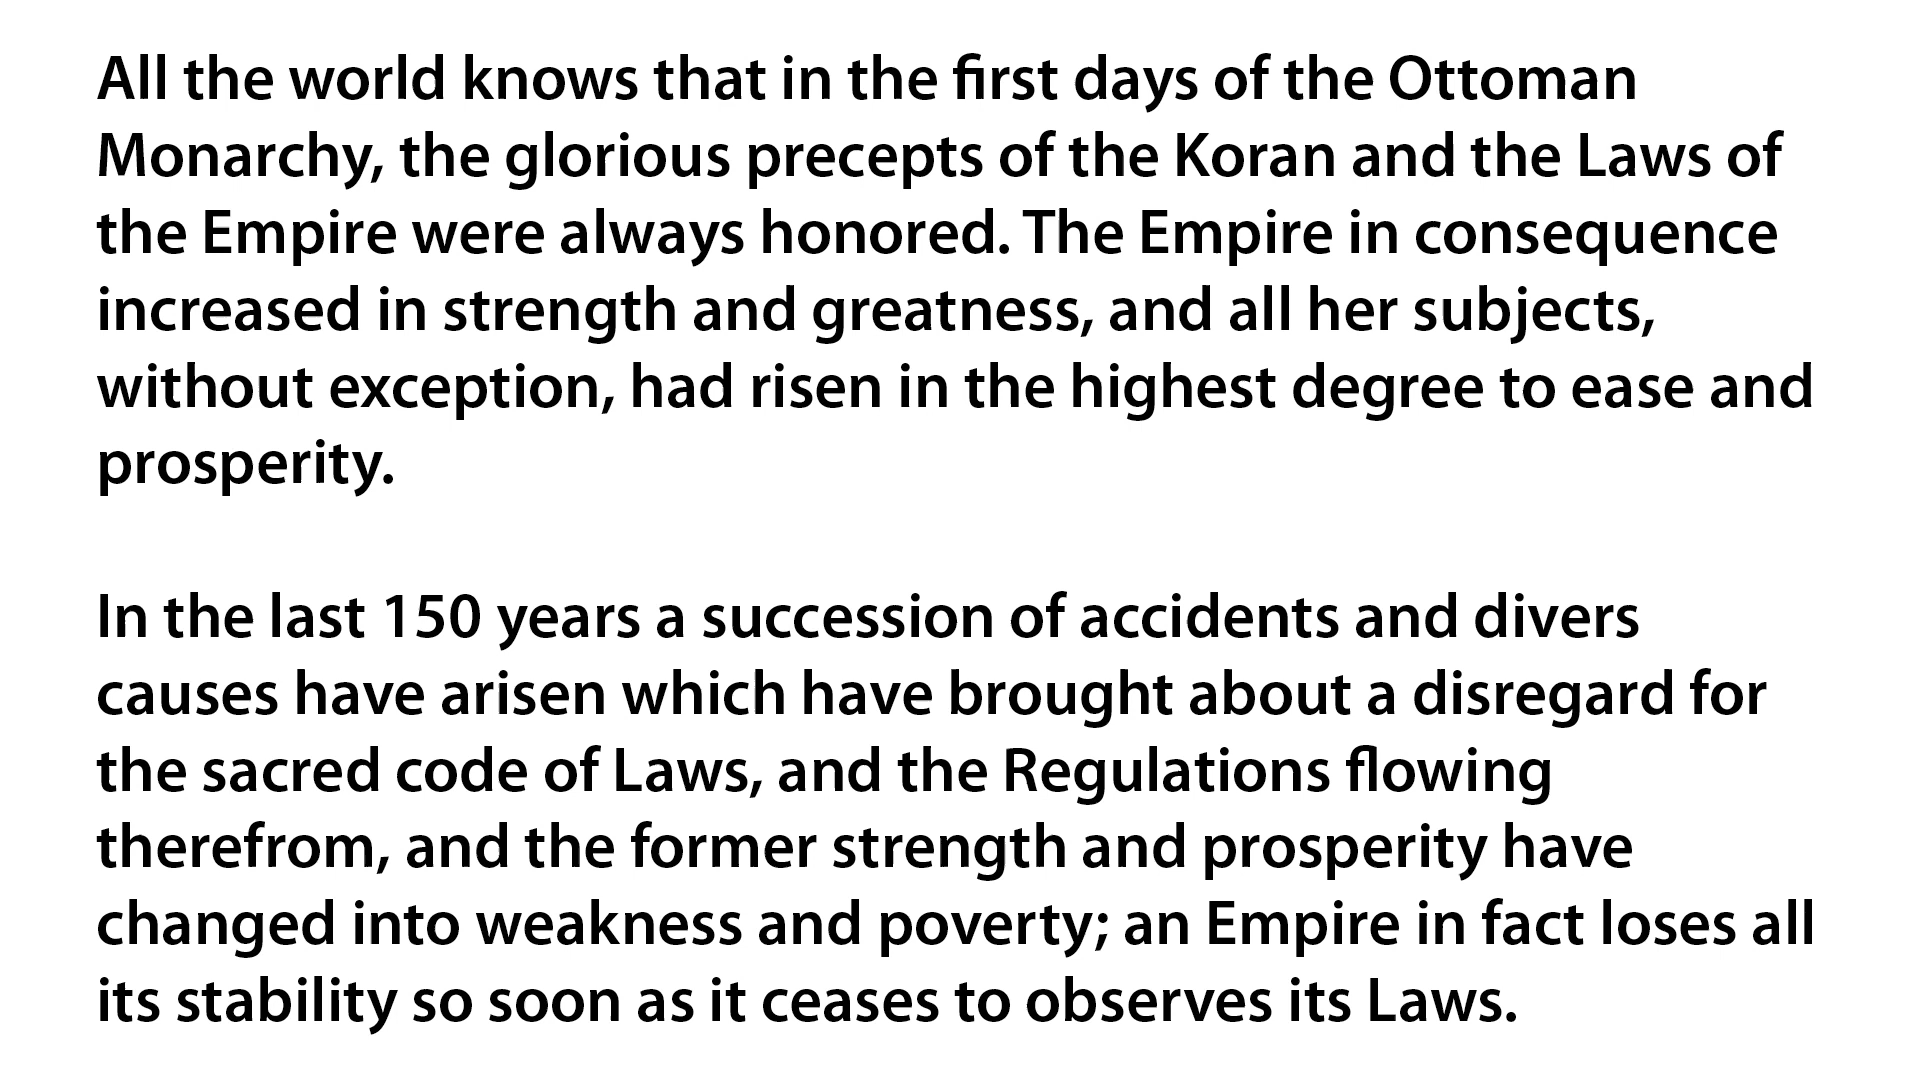 All the world knows that in the first days of the Ottoman
Monarchy, the glorious precepts of the Koran and the Laws of
the Empire were always honored. The Empire in consequence
increased in strength and greatness, and all her subjects,
without exception, had risen in the highest degree to ease and
prosperity.
In the last 150 years a succession of accidents and divers
causes have arisen which have brought about a disregard for
the sacred code of Laws, and the Regulations flowing
therefrom, and the former strength and prosperity have
changed into weakness and poverty; an Empire in fact loses all
its stability so soon as it ceases to observes its Laws.